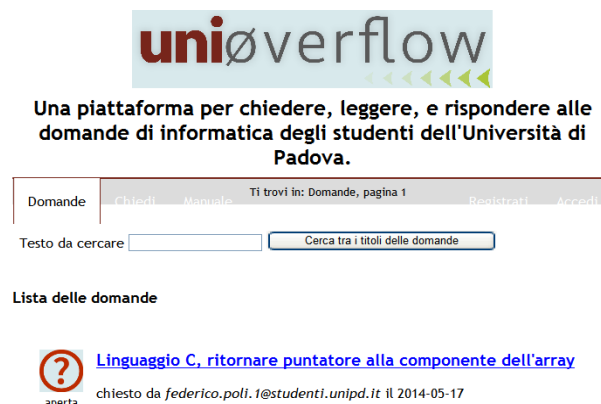 uniøverflow
Una piattaforma per chiedere, leggere, e rispondere alle
domande di informatica degli studenti dell'Università di
Padova.
Domande Chiedi Manuale Ti trovi in: Domande, pagina 1 Registrati Accedi
Testo da cercare Cerca tra i titoli delle domande
Lista delle domande
Linguaggio C, ritornare puntatore alla componente dell'array
?
chiesto da federico.poli.1@studenti.unipd.it il 2014-05-17
aperta